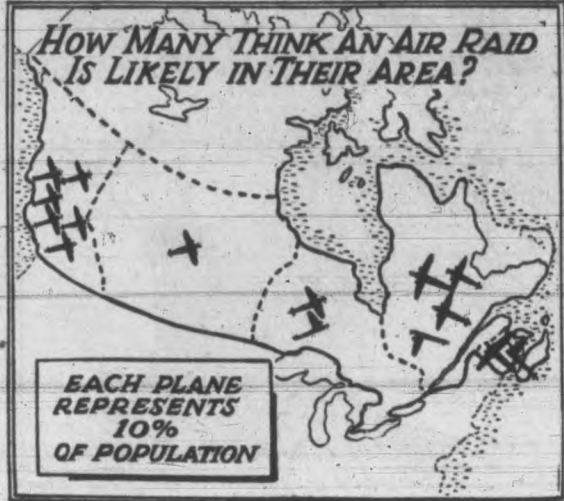 HOW MANY THINK AN AIR RAID
IS LIKELY IN THEIR AREA?
EACH PLANE
REPRESENTS
10%
OF POPULATION